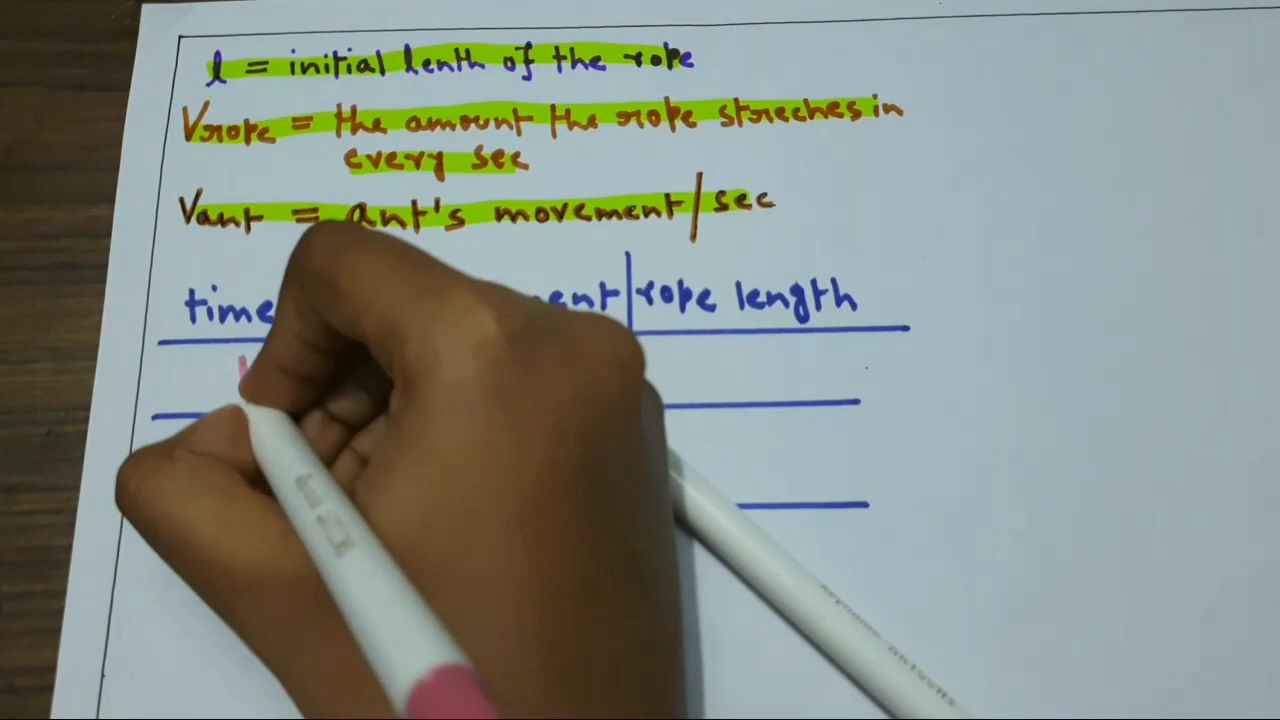 l = initial lenth of the rope
Vrope = the amount the rope streches in
every sec
Vant = ant's movement/sec
time rope length